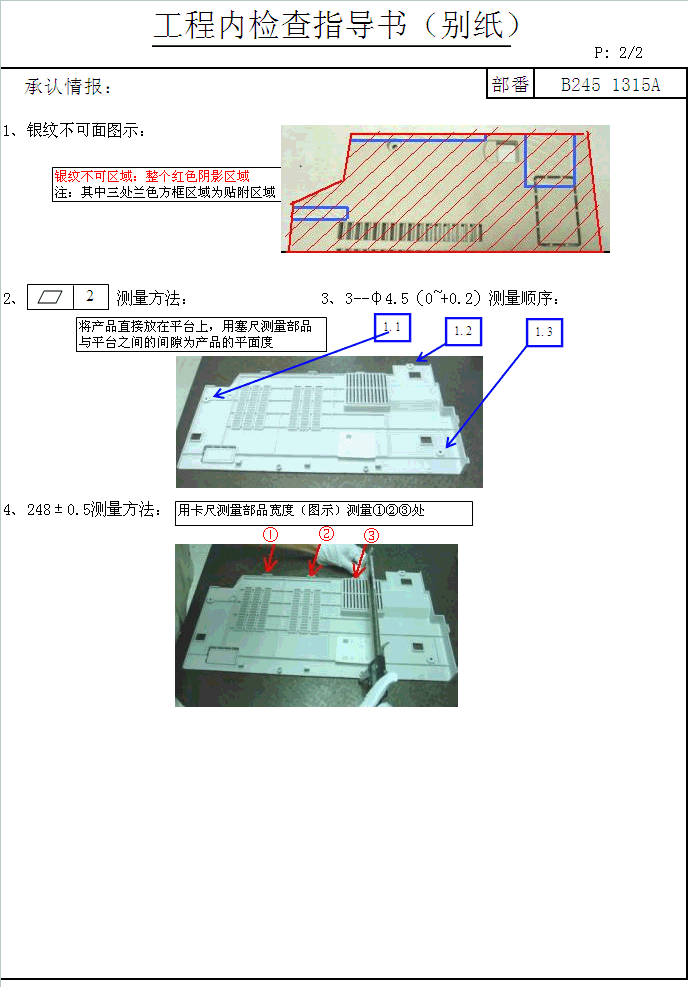 工程内检查指导书（别纸）
P: 2/2
承认情报：
部番 B245 1315A
1、银纹不可面图示：
银纹不可区域：整个红色阴影区域
注：其中三处兰色方框区域为贴附区域
2、 2 测量方法： 3、3--Φ4.5（0~+0.2）测量顺序：
将产品直接放在平台上，用塞尺测量部品
与平台之间的间隙为产品的平面度
1.1
1.2
1.3
4、248±0.5测量方法：
用卡尺测量部品宽度（图示）测量①②③处
① ② ③